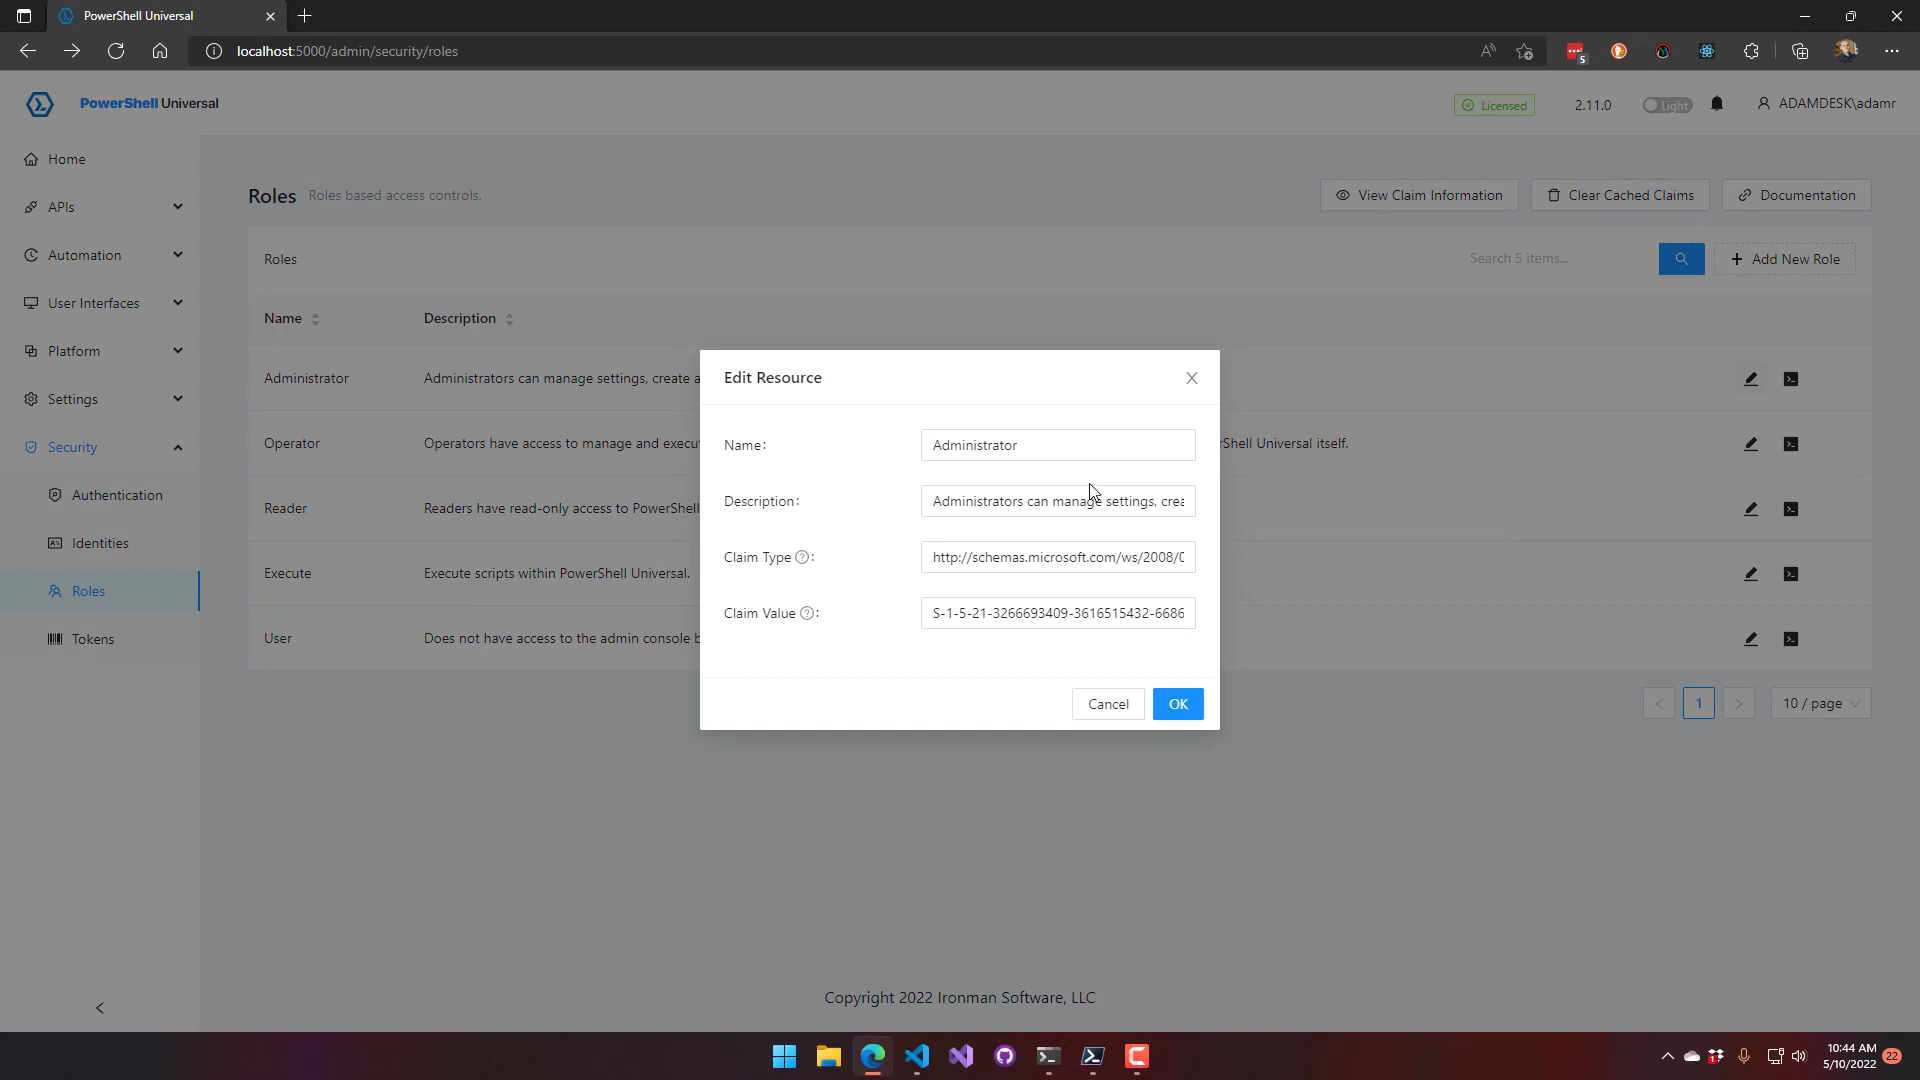 PowerShell Universal
localhost:5000/admin/security/roles
5
PowerShell Universal
Licensed
2.11.0
Light
ADAMDESK\adamr
Home
APIs
Automation
User Interfaces
Platform
Settings
Security
Authentication
Identities
Roles
Tokens
Roles
Roles based access controls.
View Claim Information
Clear Cached Claims
Documentation
Roles
Search 5 items...
Add New Role
Name
Description
Administrator
Administrators can manage settings, create a
Operator
Operators have access to manage and execu
rShell Universal itself.
Reader
Readers have read-only access to PowerShell
Execute
Execute scripts within PowerShell Universal.
User
Does not have access to the admin console b
1
10 / page
Edit Resource
Name:
Administrator
Description:
Administrators can manage settings, crea
Claim Type ? :
http://schemas.microsoft.com/ws/2008/0
Claim Value ? :
S-1-5-21-3266693409-3616515432-6686
Cancel
OK
Copyright 2022 Ironman Software, LLC
10:44 AM
5/10/2022
22